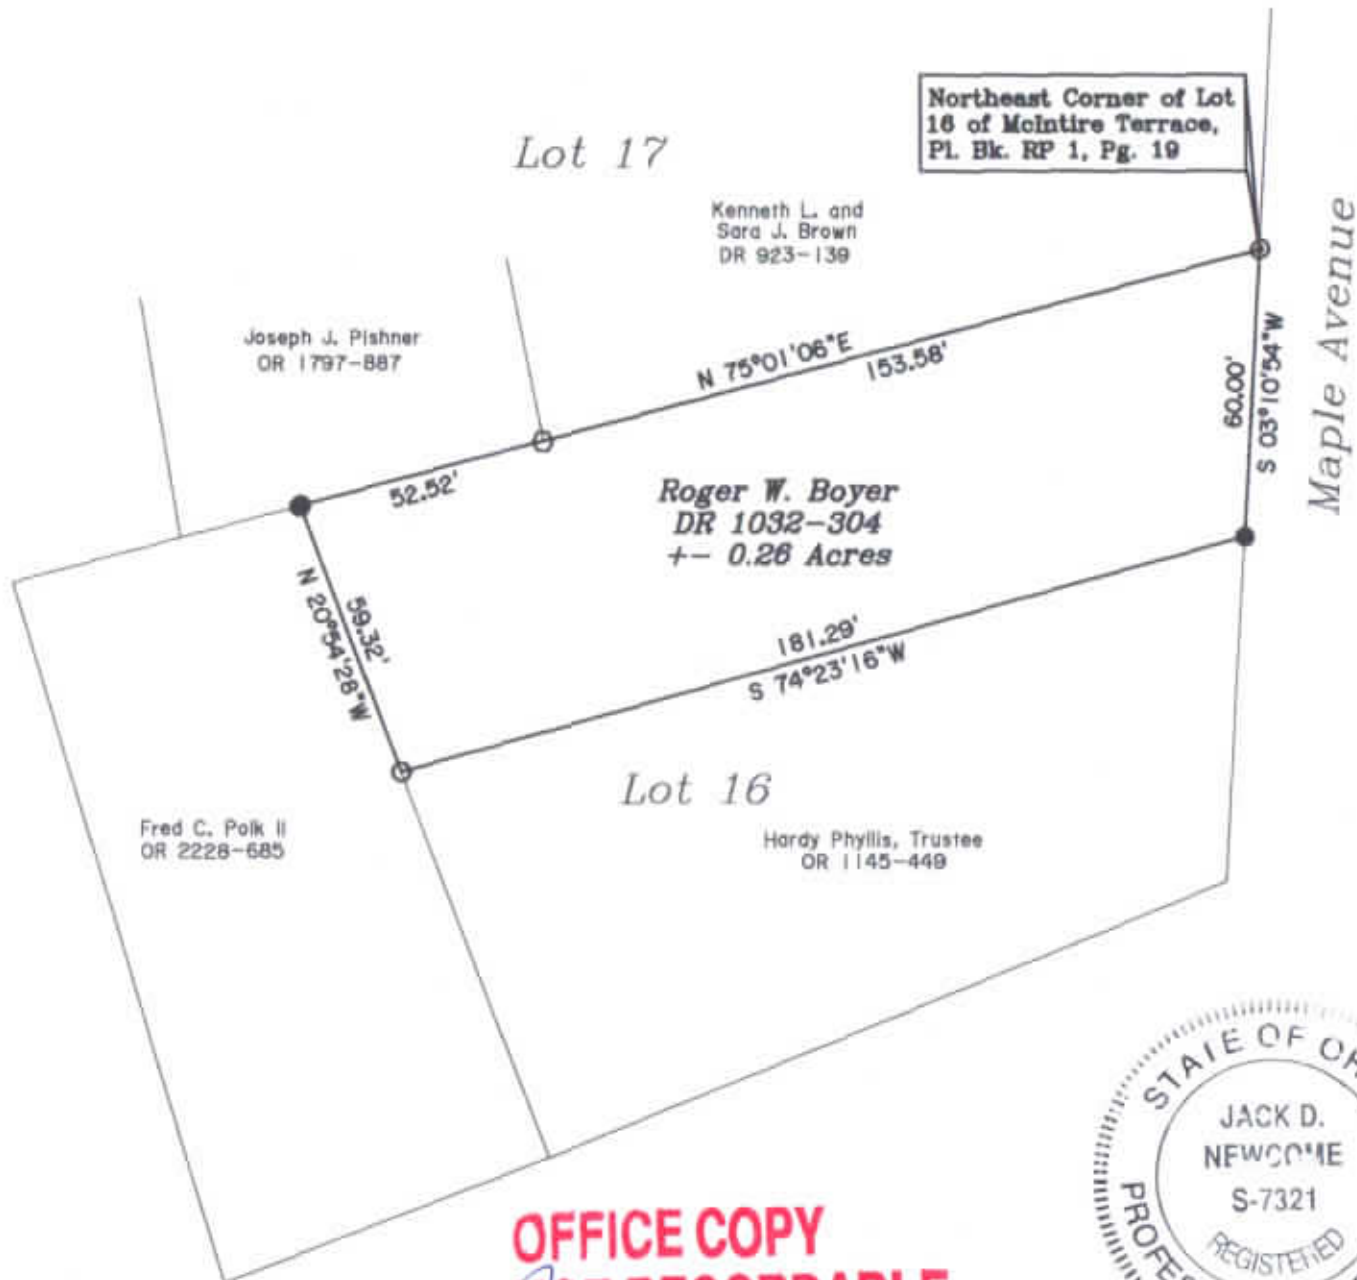 Northeast Corner of Lot
16 of McIntire Terrace,
Pl. Bk. RP 1, Pg. 19
Lot 17
Kenneth L. and
Sara J. Brown
DR 923-139
Maple Avenue
Joseph J. Pishner
OR 1797-887
N 75°01'06"E
153.58'
60.00'
S 03°10'54"W
52.52'
Roger W. Boyer
DR 1032-304
+- 0.26 Acres
59.32'
N 20°54'28"W
181.29'
S 74°23'16"W
Lot 16
Fred C. Polk II
OR 2228-685
Hardy Phyllis, Trustee
OR 1145-449
STATE OF
JACK D.
NEWCOME
S-7321
REGISTERED
OFFICE COPY